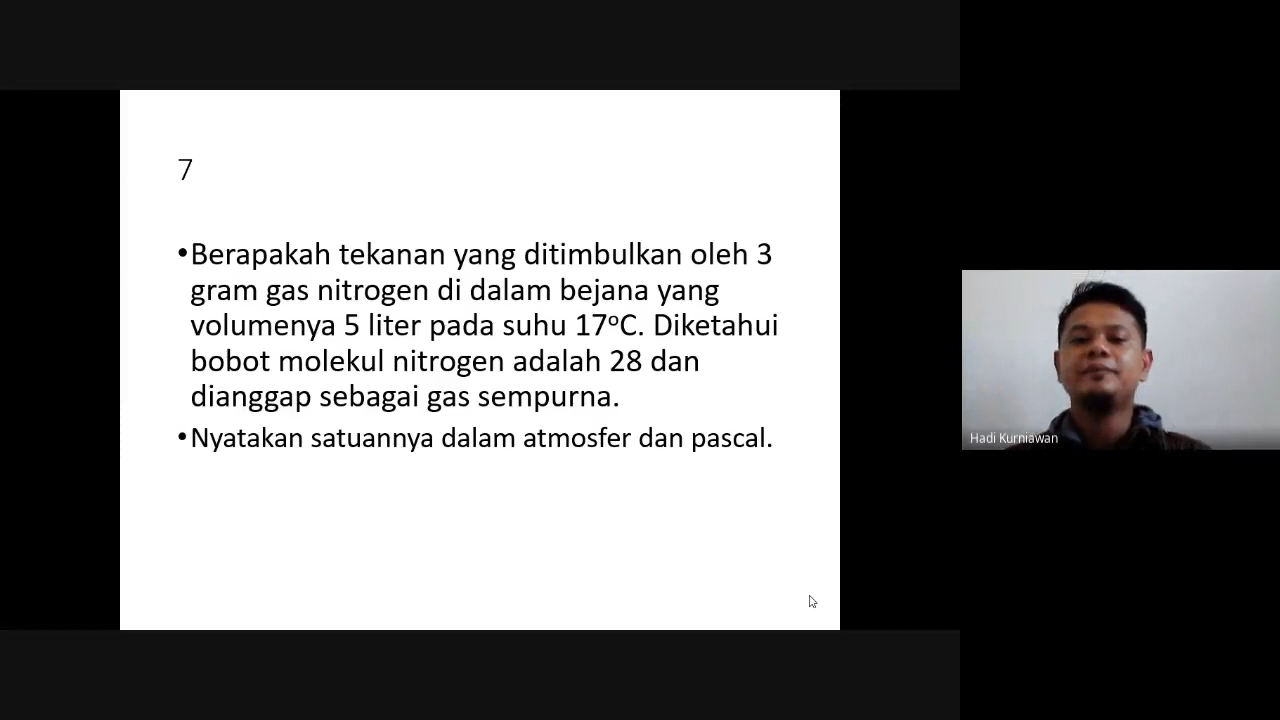 7
•Berapakah tekanan yang ditimbulkan oleh 3
gram gas nitrogen di dalam bejana yang
volumenya 5 liter pada suhu 17°C. Diketahui
bobot molekul nitrogen adalah 28 dan
dianggap sebagai gas sempurna.
•Nyatakan satuannya dalam atmosfer dan pascal.
Hadi Kurniawan